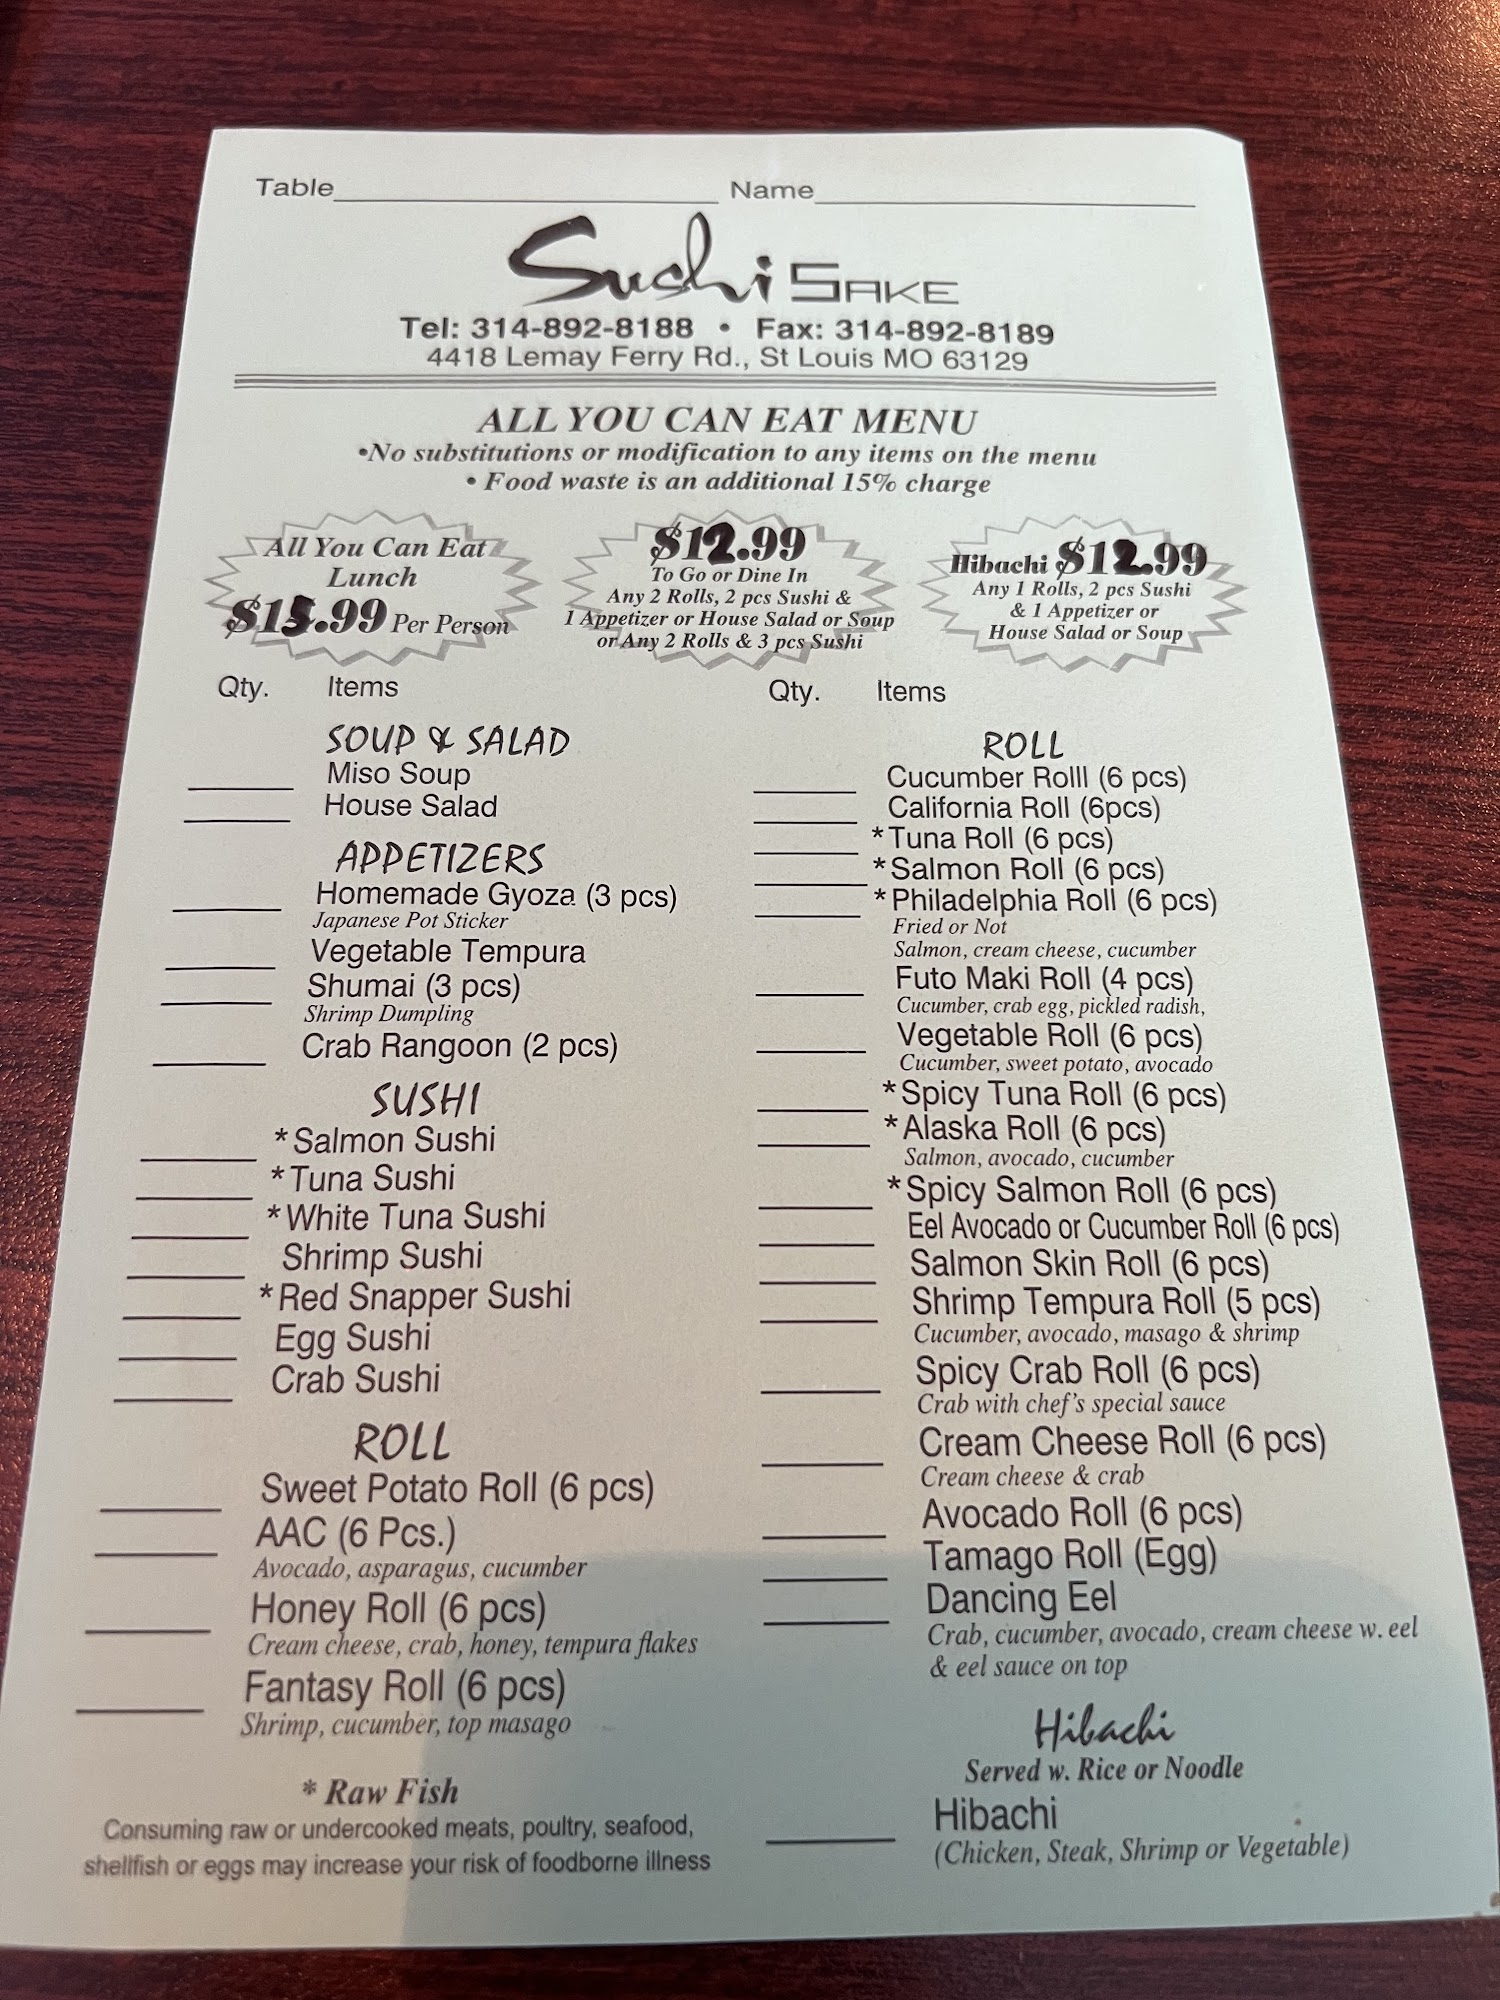 Table Name
Sushi SAKE
Tel: 314-892-8188 • Fax: 314-892-8189
4418 Lemay Ferry Rd., St Louis MO 63129
ALL YOU CAN EAT MENU
•No substitutions or modification to any items on the menu
• Food waste is an additional 15% charge
All You Can Eat
Lunch
$15.99 Per Person
$12.99
To Go or Dine In
Any 2 Rolls, 2 pcs Sushi &
1 Appetizer or House Salad or Soup
or Any 2 Rolls & 3 pcs Sushi
Hibachi $12.99
Any 1 Rolls, 2 pcs Sushi
& 1 Appetizer or
House Salad or Soup
Qty. Items
SOUP & SALAD
Miso Soup
House Salad
APPETIZERS
Homemade Gyoza (3 pcs)
Japanese Pot Sticker
Vegetable Tempura
Shumai (3 pcs)
Shrimp Dumpling
Crab Rangoon (2 pcs)
SUSHI
*Salmon Sushi
*Tuna Sushi
*White Tuna Sushi
Shrimp Sushi
*Red Snapper Sushi
Egg Sushi
Crab Sushi
ROLL
Sweet Potato Roll (6 pcs)
AAC (6 Pcs.)
Avocado, asparagus, cucumber
Honey Roll (6 pcs)
Cream cheese, crab, honey, tempura flakes
Fantasy Roll (6 pcs)
Shrimp, cucumber, top masago
* Raw Fish
Consuming raw or undercooked meats, poultry, seafood,
shellfish or eggs may increase your risk of foodborne illness
Qty. Items
ROLL
Cucumber Rolll (6 pcs)
California Roll (6pcs)
*Tuna Roll (6 pcs)
*Salmon Roll (6 pcs)
*Philadelphia Roll (6 pcs)
Fried or Not
Salmon, cream cheese, cucumber
Futo Maki Roll (4 pcs)
Cucumber, crab egg, pickled radish,
Vegetable Roll (6 pcs)
Cucumber, sweet potato, avocado
*Spicy Tuna Roll (6 pcs)
*Alaska Roll (6 pcs)
Salmon, avocado, cucumber
*Spicy Salmon Roll (6 pcs)
Eel Avocado or Cucumber Roll (6 pcs)
Salmon Skin Roll (6 pcs)
Shrimp Tempura Roll (5 pcs)
Cucumber, avocado, masago & shrimp
Spicy Crab Roll (6 pcs)
Crab with chef's special sauce
Cream Cheese Roll (6 pcs)
Cream cheese & crab
Avocado Roll (6 pcs)
Tamago Roll (Egg)
Dancing Eel
Crab, cucumber, avocado, cream cheese w. eel
& eel sauce on top
Hibachi
Served w. Rice or Noodle
Hibachi
(Chicken, Steak, Shrimp or Vegetable)